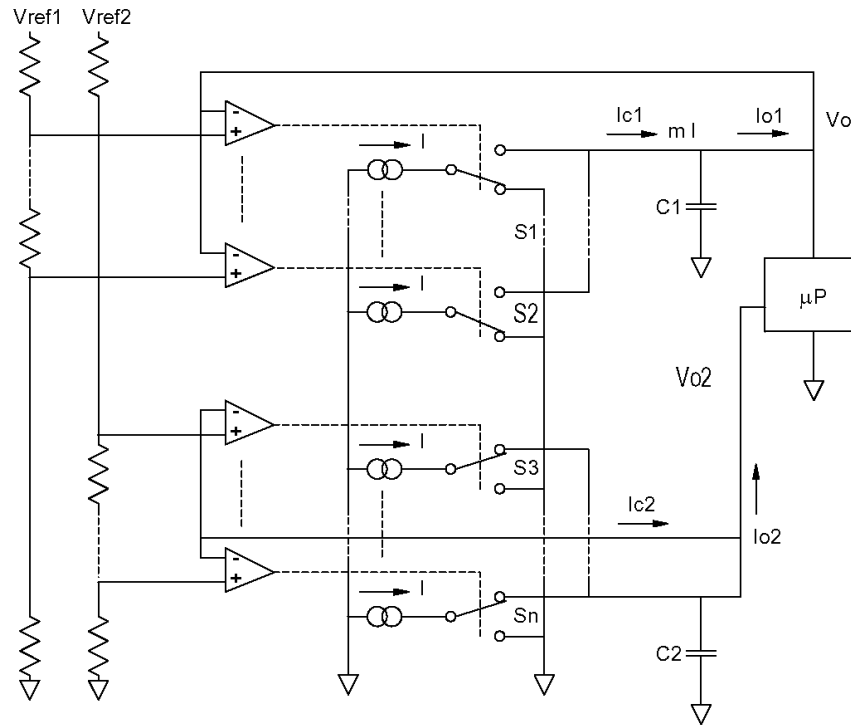 Vref1 Vref2
Ic1 Io1 Vo
m I
-
+
I
C1
S1
-
+
I
S2
μP
Vo2
-
+
I
S3
Ic2
Io2
-
+
I
Sn
C2